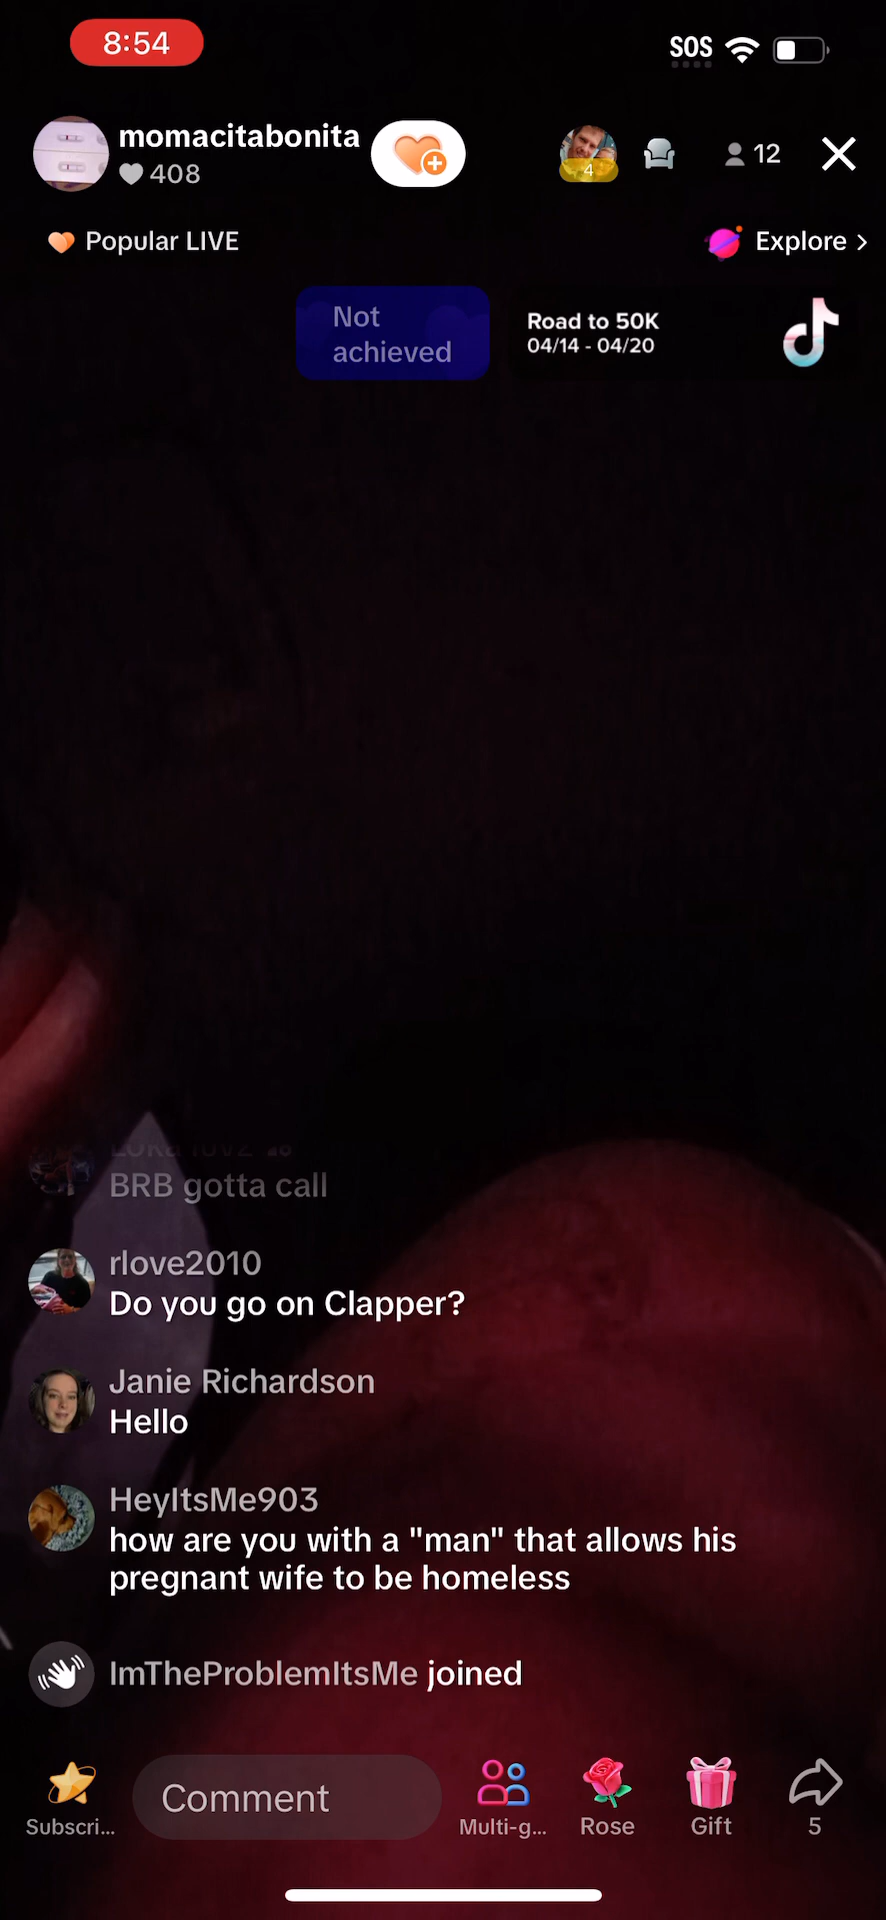 8:54
SOS
momacitabonita
408
4
12
Popular LIVE
Explore >
Not
achieved
Road to 50K
04/14 - 04/20
BRB gotta call
rlove2010
Do you go on Clapper?
Janie Richardson
Hello
HeyItsMe903
how are you with a "man" that allows his
pregnant wife to be homeless
ImTheProblemItsMe joined
Subscri...
Comment
Multi-g...
Rose
Gift
5